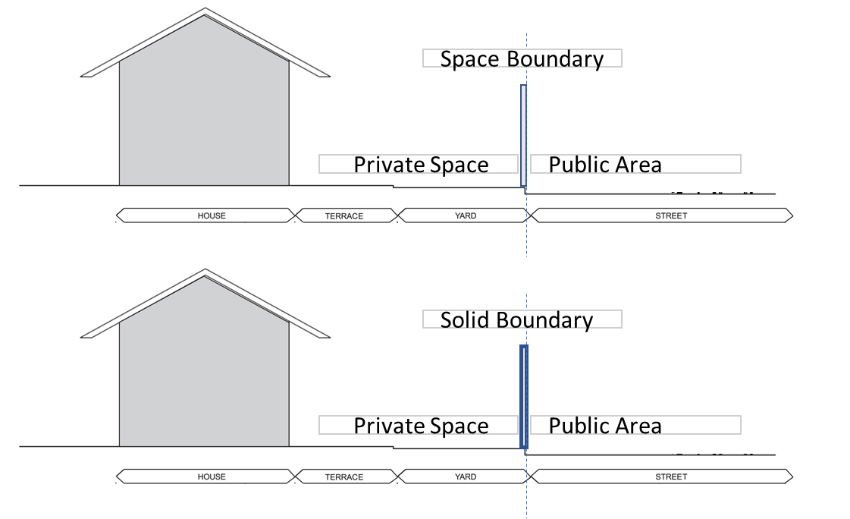 Space Boundary
Private Space
Public Area
HOUSE
TERRACE
YARD
STREET
Solid Boundary
Private Space
Public Area
HOUSE
TERRACE
YARD
STREET